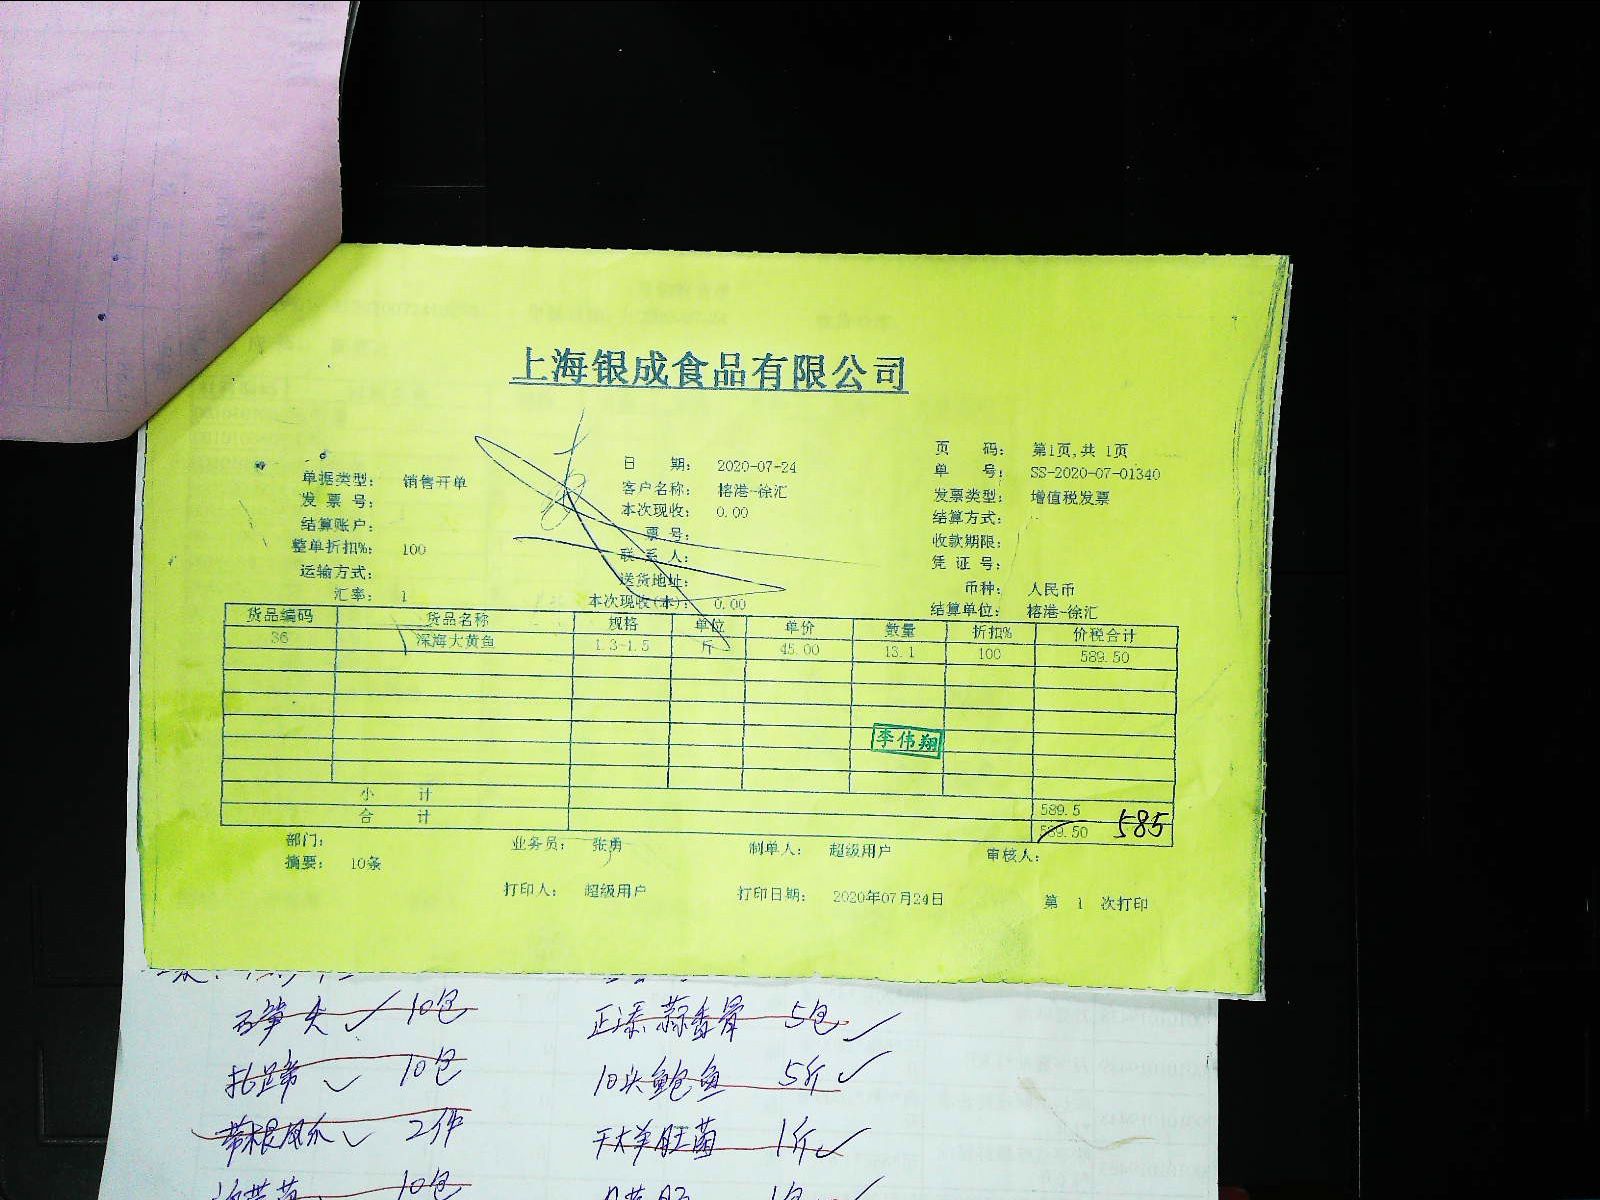 上海银成食品有限公司
页 码： 第1页,共 1页
日 期： 2020-07-24
单 号： SS-2020-07-01340
单据类型： 销售开单
客户名称： 榕港-徐汇
发票类型： 增值税发票
发 票 号：
本次现收： 0.00
结算方式：
结算账户：
票 号：
收款期限：
整单折扣%： 100
联 系 人：
凭 证 号：
运输方式：
送货地址：
币种： 人民币
汇率： 1
本次现收(本)： 0.00
结算单位： 榕港-徐汇
货品编码 货品名称 规格 单位 单价 数量 折扣% 价税合计
36 深海大黄鱼 1.3-1.5 斤 45.00 13.1 100 589.50
李伟翔
小 计 589.5
合 计 589.50 585
部门： 业务员： 张勇 制单人： 超级用户 审核人：
摘要： 10条
打印人： 超级用户 打印日期： 2020年07月24日 第 1 次打印
10包 5包
10包 10头鲍鱼 5斤
2件 1斤
10包